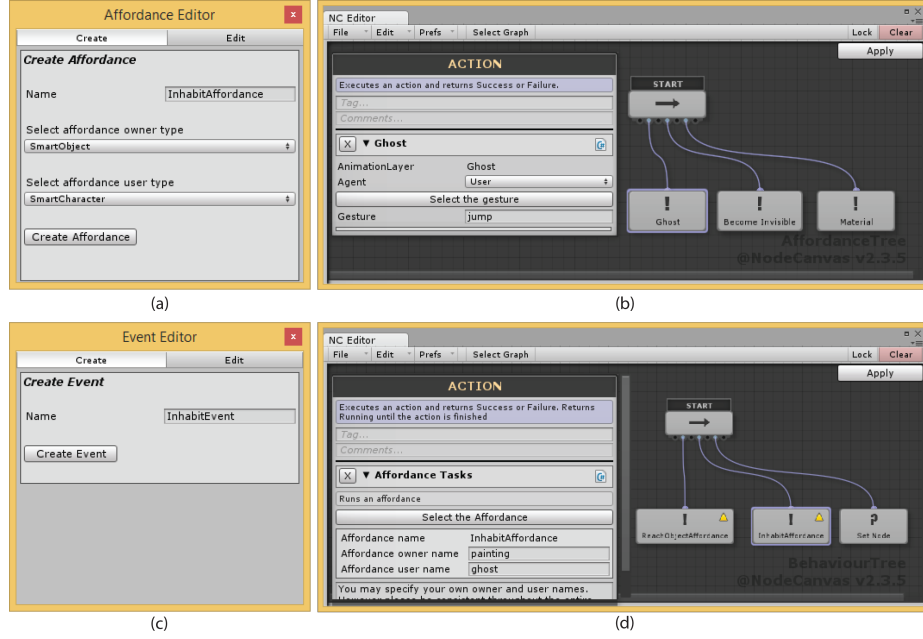 Affordance Editor
x
Create Edit
Create Affordance
Name InhabitAffordance
Select affordance owner type
SmartObject
Select affordance user type
SmartCharacter
Create Affordance
(a)
NC Editor
File Edit Prefs Select Graph Lock Clear
Apply
ACTION
Executes an action and returns Success or Failure.
Tag...
Comments...
X ▼ Ghost
AnimationLayer Ghost
Agent User
Select the gesture
Gesture jump
START
! ! !
Ghost Become Invisible Material
AffordanceTree
@NodeCanvas v2.3.5
(b)
Event Editor
x
Create Edit
Create Event
Name InhabitEvent
Create Event
(c)
NC Editor
File Edit Prefs Select Graph Lock Clear
Apply
ACTION
Executes an action and returns Success or Failure. Returns
Running until the action is finished
Tag...
Comments...
X ▼ Affordance Tasks
Runs an affordance
Select the Affordance
Affordance name InhabitAffordance
Affordance owner name painting
Affordance user name ghost
You may specify your own owner and user names.
However please be consistent throughout the entire
START
! ! ?
ReachObjectAffordance InhabitAffordance Set Node
BehaviourTree
@NodeCanvas v2.3.5
(d)